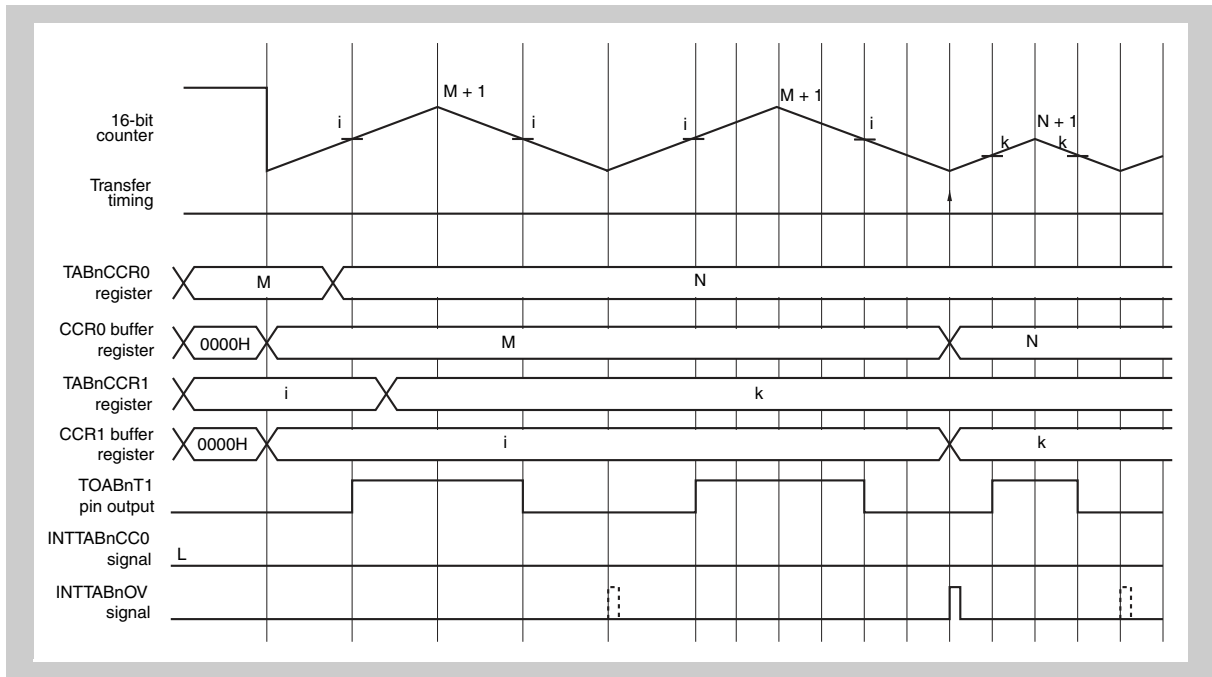 M + 1
M + 1
N + 1
i
i
i
i
k
k
16-bit
counter
Transfer
timing
TABnCCR0
register
M
N
CCR0 buffer
register
0000H
M
N
TABnCCR1
register
i
k
CCR1 buffer
register
0000H
i
k
TOABnT1
pin output
INTTABnCC0
signal
L
INTTABnOV
signal